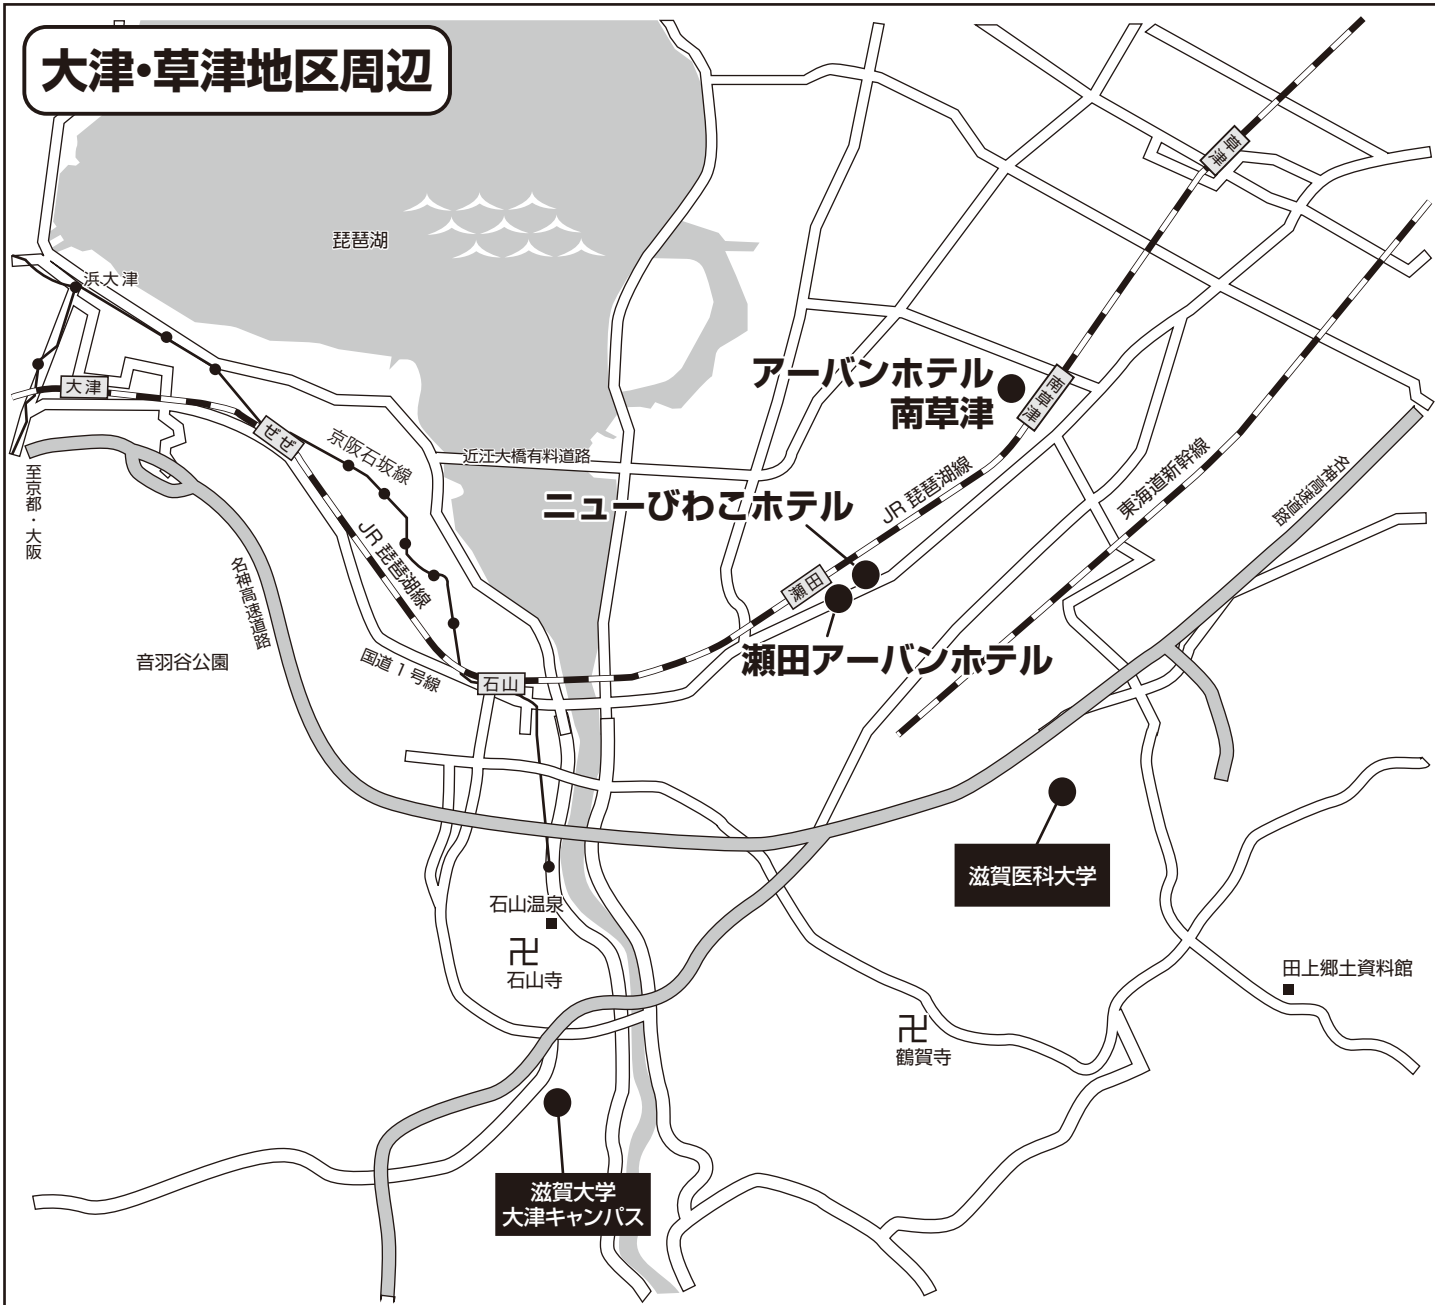 大津・草津地区周辺
琵琶湖
浜大津
大津
ぜぜ
京阪石坂線
近江大橋有料道路
至京都・大阪
JR琵琶湖線
名神高速道路
音羽谷公園
国道1号線
石山
草津
アーバンホテル
南草津
南草津
ニューびわこホテル
JR琵琶湖線
東海道新幹線
名神高速道路
瀬田
瀬田アーバンホテル
滋賀医科大学
石山温泉
卍
石山寺
田上郷土資料館
卍
鶴賀寺
滋賀大学
大津キャンパス